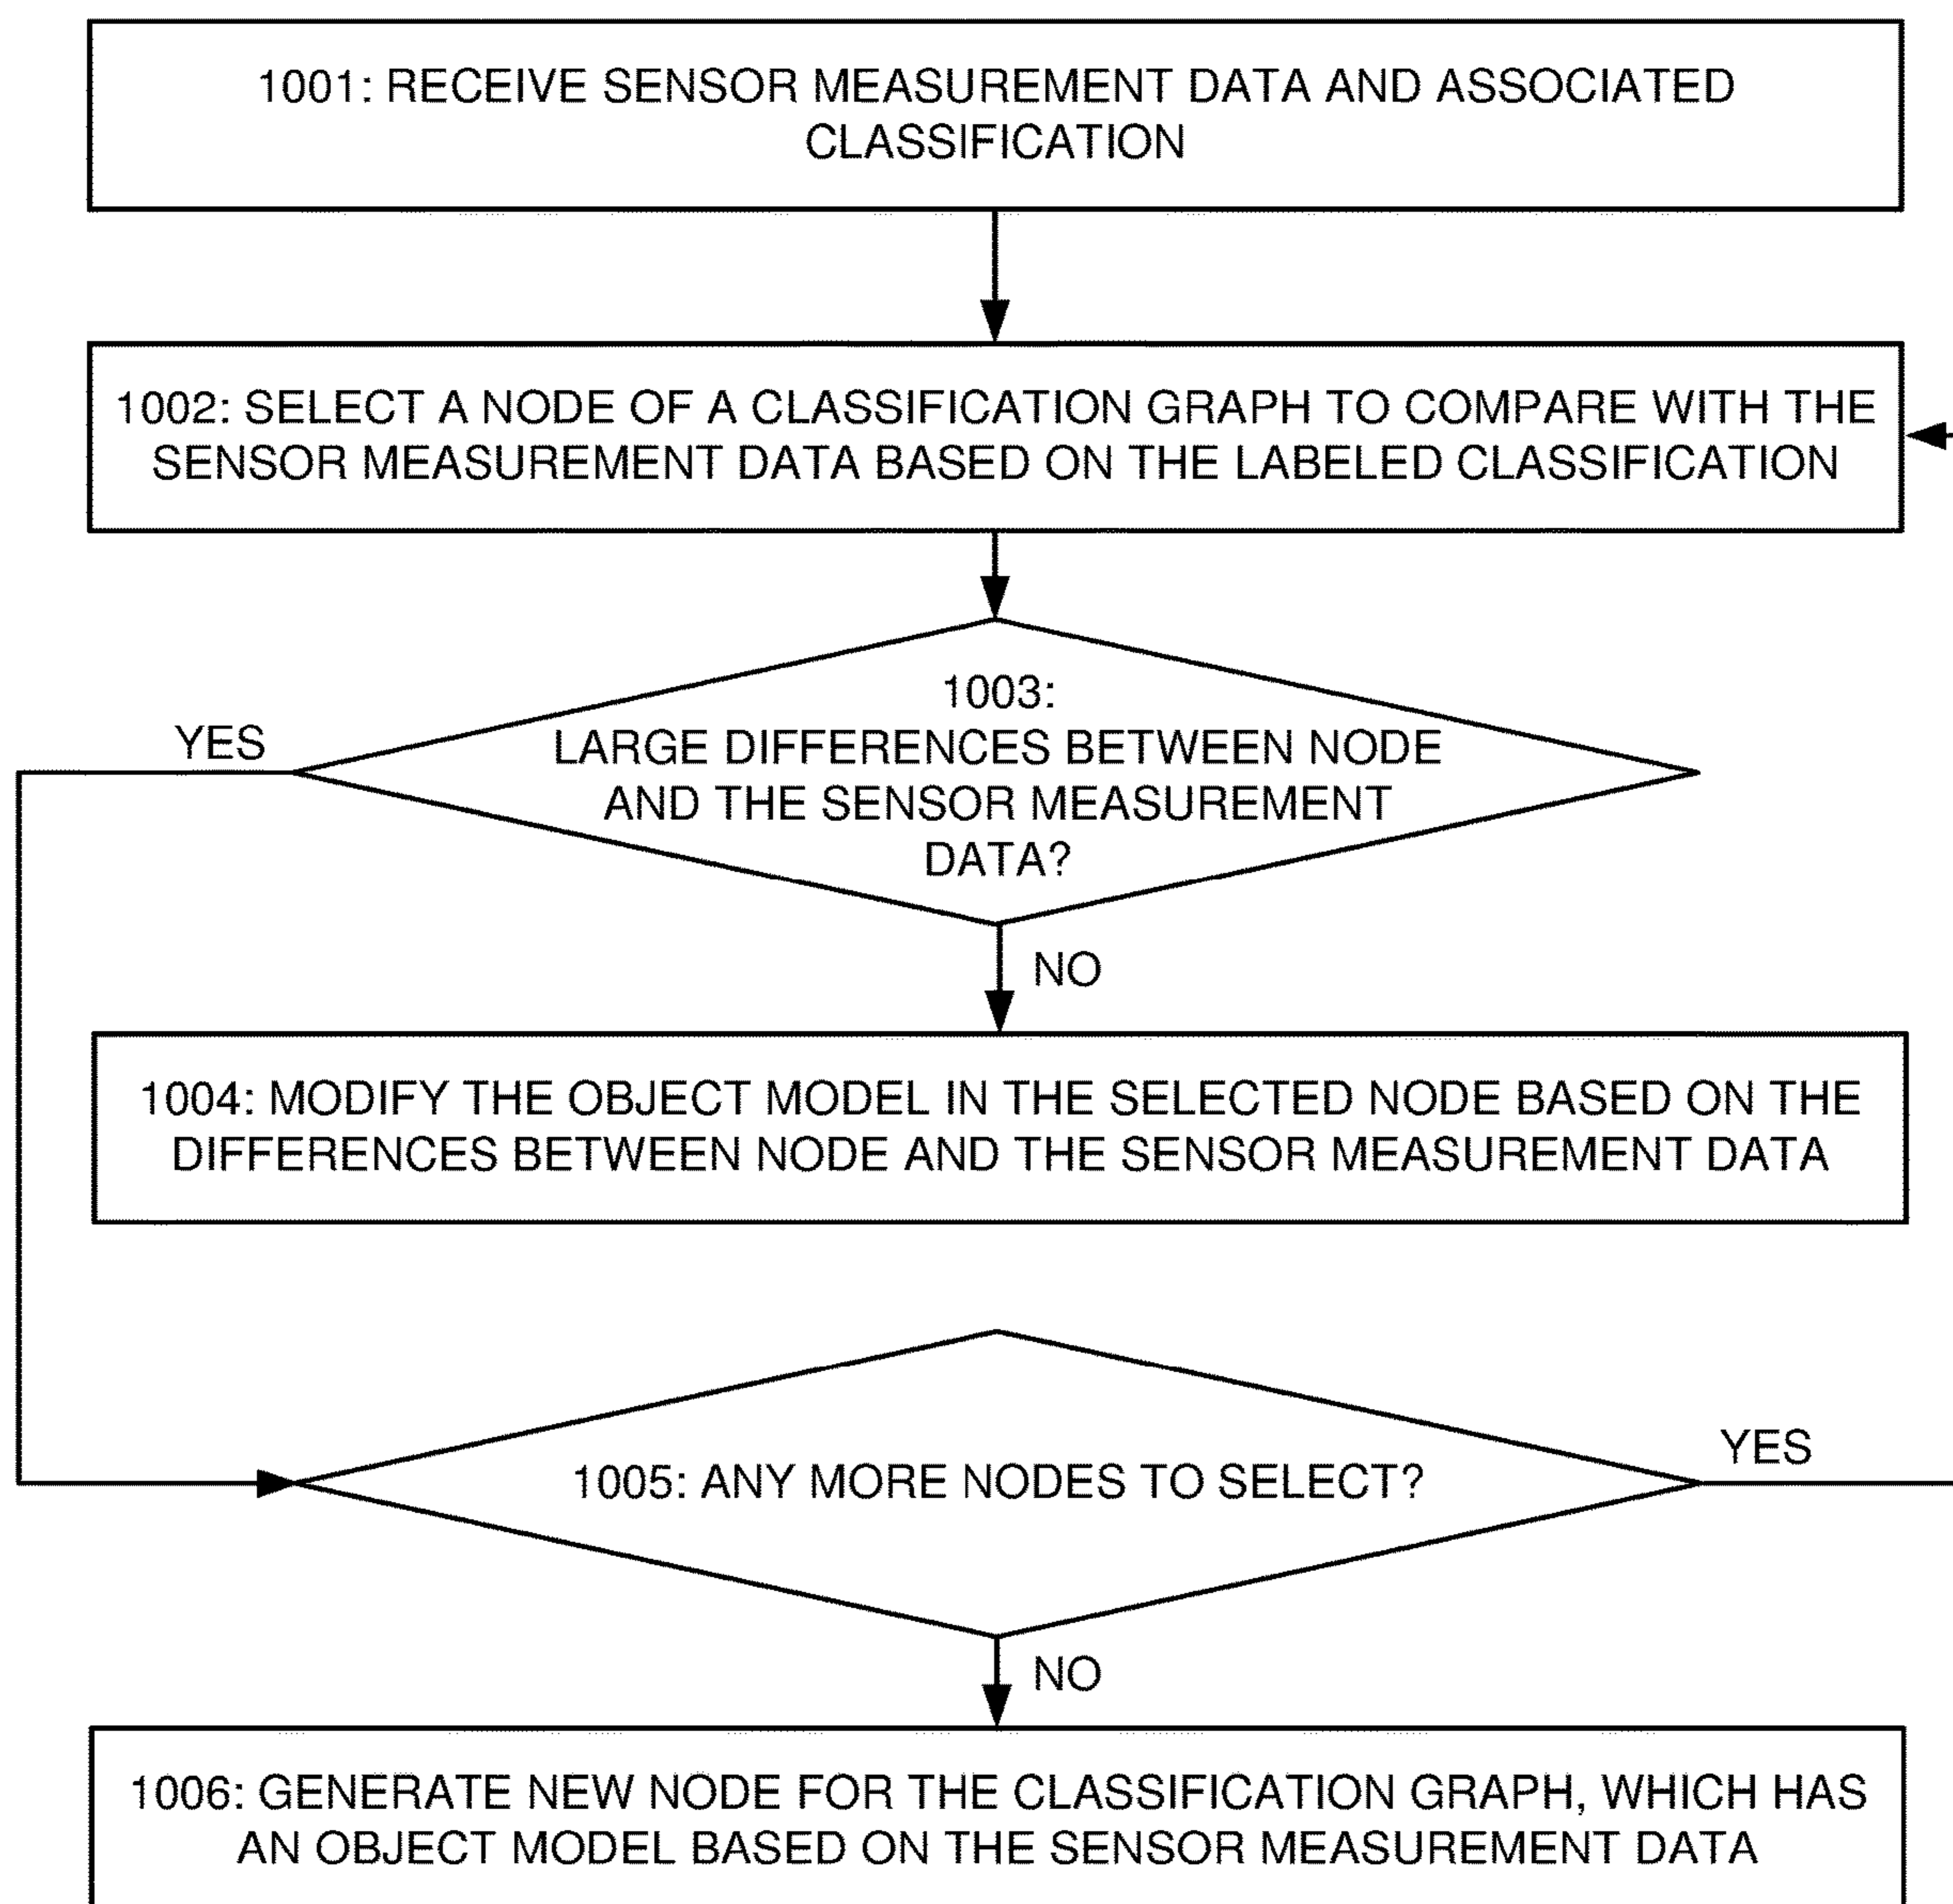 1001: RECEIVE SENSOR MEASUREMENT DATA AND ASSOCIATED
CLASSIFICATION
1002: SELECT A NODE OF A CLASSIFICATION GRAPH TO COMPARE WITH THE
SENSOR MEASUREMENT DATA BASED ON THE LABELED CLASSIFICATION
1003:
YES
LARGE DIFFERENCES BETWEEN NODE
AND THE SENSOR MEASUREMENT
DATA?
NO
1004: MODIFY THE OBJECT MODEL IN THE SELECTED NODE BASED ON THE
DIFFERENCES BETWEEN NODE AND THE SENSOR MEASUREMENT DATA
YES
1005: ANY MORE NODES TO SELECT?
NO
1006: GENERATE NEW NODE FOR THE CLASSIFICATION GRAPH, WHICH HAS
AN OBJECT MODEL BASED ON THE SENSOR MEASUREMENT DATA